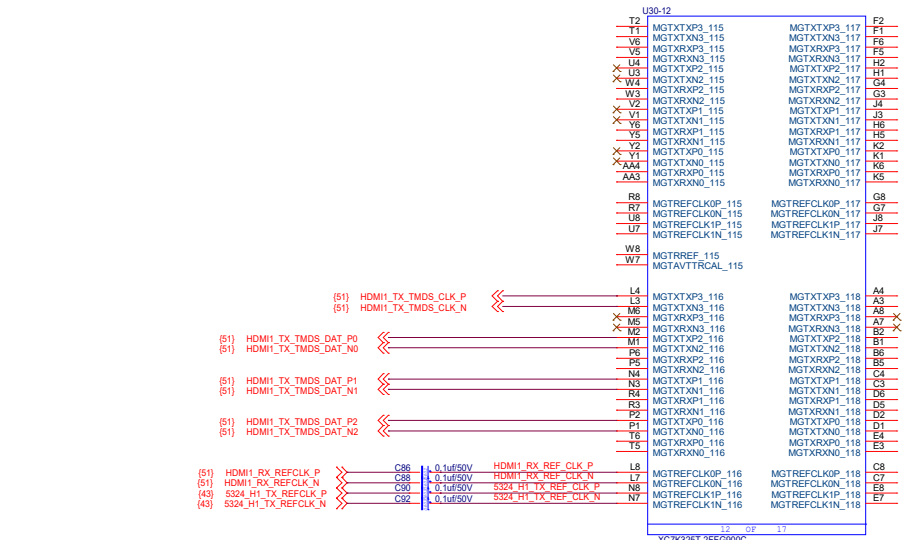 U30-12
T2 MGTXTXP3_115 MGTXTXP3_117 F2
T1 MGTXTXN3_115 MGTXTXN3_117 F1
V6 MGTXRXP3_115 MGTXRXP3_117 F6
V5 MGTXRXN3_115 MGTXRXN3_117 F5
U4 MGTXTXP2_115 MGTXTXP2_117 H2
U3 MGTXTXN2_115 MGTXTXN2_117 H1
W4 MGTXRXP2_115 MGTXRXP2_117 G4
W3 MGTXRXN2_115 MGTXRXN2_117 G3
V2 MGTXTXP1_115 MGTXTXP1_117 J4
V1 MGTXTXN1_115 MGTXTXN1_117 J3
Y6 MGTXRXP1_115 MGTXRXP1_117 H6
Y5 MGTXRXN1_115 MGTXRXN1_117 H5
Y2 MGTXTXP0_115 MGTXTXP0_117 K2
Y1 MGTXTXN0_115 MGTXTXN0_117 K1
AA4 MGTXRXP0_115 MGTXRXP0_117 K6
AA3 MGTXRXN0_115 MGTXRXN0_117 K5
R8 MGTREFCLK0P_115 MGTREFCLK0P_117 G8
R7 MGTREFCLK0N_115 MGTREFCLK0N_117 G7
U8 MGTREFCLK1P_115 MGTREFCLK1P_117 J8
U7 MGTREFCLK1N_115 MGTREFCLK1N_117 J7
W8 MGTRREF_115
W7 MGTAVTTRCAL_115
{51} HDMI1_TX_TMDS_CLK_P L4 MGTXTXP3_116 MGTXTXP3_118 A4
{51} HDMI1_TX_TMDS_CLK_N L3 MGTXTXN3_116 MGTXTXN3_118 A3
M6 MGTXRXP3_116 MGTXRXP3_118 A8
M5 MGTXRXN3_116 MGTXRXN3_118 A7
{51} HDMI1_TX_TMDS_DAT_P0 M2 MGTXTXP2_116 MGTXTXP2_118 B2
{51} HDMI1_TX_TMDS_DAT_N0 M1 MGTXTXN2_116 MGTXTXN2_118 B1
P6 MGTXRXP2_116 MGTXRXP2_118 B6
P5 MGTXRXN2_116 MGTXRXN2_118 B5
{51} HDMI1_TX_TMDS_DAT_P1 N4 MGTXTXP1_116 MGTXTXP1_118 C4
{51} HDMI1_TX_TMDS_DAT_N1 N3 MGTXTXN1_116 MGTXTXN1_118 C3
R4 MGTXRXP1_116 MGTXRXP1_118 D6
R3 MGTXRXN1_116 MGTXRXN1_118 D5
{51} HDMI1_TX_TMDS_DAT_P2 P2 MGTXTXP0_116 MGTXTXP0_118 D2
{51} HDMI1_TX_TMDS_DAT_N2 P1 MGTXTXN0_116 MGTXTXN0_118 D1
T6 MGTXRXP0_116 MGTXRXP0_118 E4
T5 MGTXRXN0_116 MGTXRXN0_118 E3
{51} HDMI1_RX_REFCLK_P C86 0,1uf/50V HDMI1_RX_REF_CLK_P L8 MGTREFCLK0P_116 MGTREFCLK0P_118 C8
{51} HDMI1_RX_REFCLK_N C88 0,1uf/50V HDMI1_RX_REF_CLK_N L7 MGTREFCLK0N_116 MGTREFCLK0N_118 C7
{43} 5324_H1_TX_REFCLK_P C90 0,1uf/50V 5324_H1_TX_REF_CLK_P N8 MGTREFCLK1P_116 MGTREFCLK1P_118 E8
{43} 5324_H1_TX_REFCLK_N C92 0,1uf/50V 5324_H1_TX_REF_CLK_N N7 MGTREFCLK1N_116 MGTREFCLK1N_118 E7
12 OF 17
XC7K325T-2FFG900C